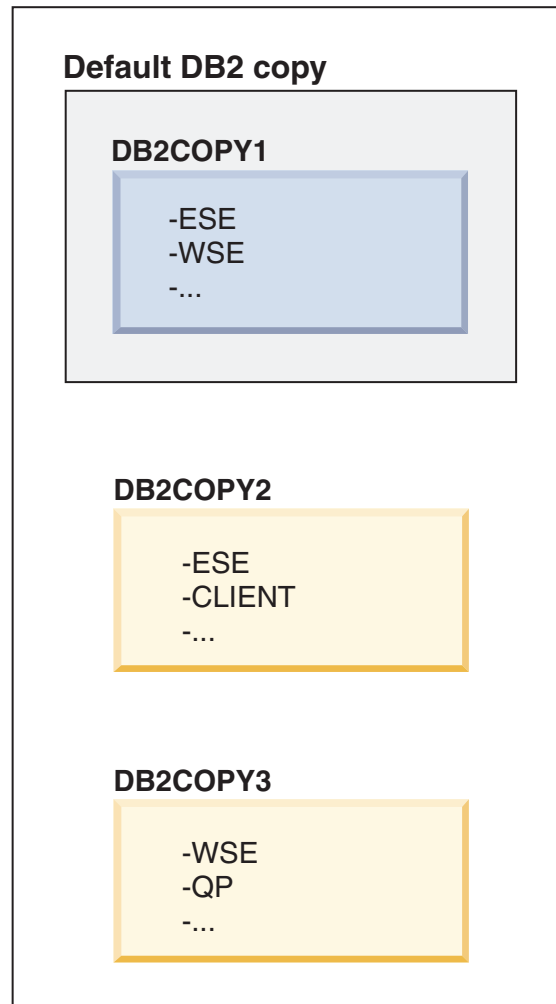 Default DB2 copy
DB2COPY1
-ESE
-WSE
-...
DB2COPY2
-ESE
-CLIENT
-...
DB2COPY3
-WSE
-QP
-...